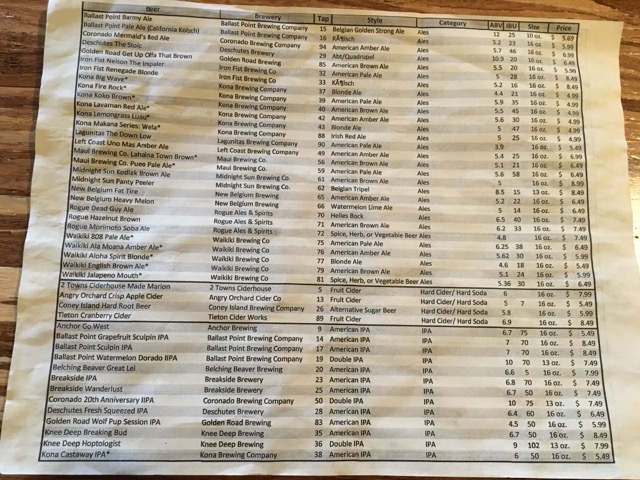 Beer Brewery Tap Style Category ABV IBU Size Price
Ballast Point Barmy Ale Ballast Point Brewing Company 15 Belgian Golden Strong Ale Ales 12 25 10 oz. $ 5.69
Ballast Point Pale Ale (California Kolsch) Ballast Point Brewing Company 16 KÃ¶lsch Ales 5.2 23 16 oz. $ 5.99
Coronado Mermaid's Red Ale Coronado Brewing Company 94 American Amber Ale Ales 5.7 46 16 oz. $ 6.99
Deschutes The Stoic Deschutes Brewery 29 Abt/Quadrupel Ales 10.9 20 10 oz. $ 6.49
Golden Road Get Up Offa That Brown Golden Road Brewing 85 American Brown Ale Ales 5.5 20 16 oz. $ 5.99
Iron Fist Nelson The Impaler Iron Fist Brewing Co 32 American Pale Ale Ales 5 28 16 oz. $ 8.49
Iron Fist Renegade Blonde Iron Fist Brewing Co 33 KÃ¶lsch Ales 5.2 16 16 oz. $ 8.49
Kona Big Wave* Kona Brewing Company 37 Blonde Ale Ales 4.4 21 16 oz. $ 4.99
Kona Fire Rock* Kona Brewing Company 39 American Pale Ale Ales 5.9 35 16 oz. $ 4.99
Kona Koko Brown* Kona Brewing Company 40 American Brown Ale Ales 5.5 45 16 oz. $ 4.99
Kona Lavaman Red Ale* Kona Brewing Company 42 American Amber Ale Ales 5.6 30 16 oz. $ 4.99
Kona Lemongrass Luau* Kona Brewing Company 43 Blonde Ale Ales 5 47 16 oz. $ 4.99
Kona Makana Series: Wela* Kona Brewing Company 88 Irish Red Ale Ales 5 25 16 oz. $ 4.99
Lagunitas The Down Low Lagunitas Brewing Company 90 American Pale Ale Ales 3.9 16 oz. $ 5.49
Left Coast Uno Mas Amber Ale Left Coast Brewing Company 49 American Amber Ale Ales 5.4 25 16 oz. $ 6.99
Maui Brewing Co. Lahaina Town Brown* Maui Brewing Co. 56 American Brown Ale Ales 5.1 21 16 oz. $ 6.49
Maui Brewing Co. Pueo Pale Ale* Maui Brewing Co. 59 American Pale Ale Ales 5.6 58 16 oz. $ 6.49
Midnight Sun Kodiak Brown Ale Midnight Sun Brewing Co. 61 American Brown Ale Ales 5 16 oz. $ 8.99
Midnight Sun Panty Peeler Midnight Sun Brewing Co. 62 Belgian Tripel Ales 8.5 15 13 oz. $ 8.49
New Belgium Fat Tire New Belgium Brewing 65 American Amber Ale Ales 5.2 22 16 oz. $ 6.49
New Belgium Heavy Melon New Belgium Brewing 66 Watermelon Lime Ale Ales 5 14 16 oz. $ 6.49
Rogue Dead Guy Ale Rogue Ales & Spirits 70 Helles Bock Ales 6.5 40 16 oz. $ 7.49
Rogue Hazelnut Brown Rogue Ales & Spirits 71 American Brown Ale Ales 6.2 33 16 oz. $ 7.49
Rogue Morimoto Soba Ale Rogue Ales & Spirits 72 Spice, Herb, or Vegetable Beer Ales 4.8 16 oz. $ 7.49
Waikiki 808 Pale Ale* Waikiki Brewing Co 75 American Pale Ale Ales 6.25 38 16 oz. $ 6.49
Waikiki Ala Moana Amber Ale* Waikiki Brewing Co 76 American Amber Ale Ales 5.62 30 16 oz. $ 5.99
Waikiki Aloha Spirit Blonde* Waikiki Brewing Co 77 Blonde Ale Ales 4.6 18 16 oz. $ 5.49
Waikiki English Brown Ale* Waikiki Brewing Co 79 American Brown Ale Ales 5.1 24 16 oz. $ 5.99
Waikiki Jalapeno Mouth* Waikiki Brewing Co 81 Spice, Herb, or Vegetable Beer Ales 5.36 30 16 oz. $ 6.49
2 Towns Ciderhouse Made Marion 2 Towns Ciderhouse 5 Fruit Cider Hard Cider/ Hard Soda 6 16 oz. $ 7.99
Angry Orchard Crisp Apple Cider Angry Orchard Cider Co 13 Fruit Cider Hard Cider/ Hard Soda 5 7 16 oz. $ 5.49
Coney Island Hard Root Beer Coney Island Brewing Company 26 Alternative Sugar Beer Hard Cider/ Hard Soda 5.8 16 oz. $ 5.99
Tieton Cranberry Cider Tieton Cider Works 89 Fruit Cider Hard Cider/ Hard Soda 6.9 16 oz. $ 8.49
Anchor Go West Anchor Brewing 9 American IPA IPA 6.7 75 16 oz. $ 5.49
Ballast Point Grapefruit Sculpin IPA Ballast Point Brewing Company 14 American IPA IPA 7 70 16 oz. $ 8.49
Ballast Point Sculpin IPA Ballast Point Brewing Company 17 American IPA IPA 7 70 16 oz. $ 8.49
Ballast Point Watermelon Dorado IIPA Ballast Point Brewing Company 19 Double IPA IPA 10 70 13 oz. $ 7.49
Belching Beaver Great Lei Belching Beaver Brewing 20 American IPA IPA 6.6 5 16 oz. $ 7.99
Breakside IPA Breakside Brewery 23 American IPA IPA 6.8 70 16 oz. $ 7.49
Breakside Wanderlust Breakside Brewery 25 American IPA IPA 6.7 50 16 oz. $ 7.49
Coronado 20th Anniversary IIPA Coronado Brewing Company 50 Double IPA IPA 10 75 13 oz. $ 7.49
Deschutes Fresh Squeezed IPA Deschutes Brewery 28 American IPA IPA 6.4 60 16 oz. $ 6.49
Golden Road Wolf Pup Session IPA Golden Road Brewing 83 American IPA IPA 4.5 50 16 oz. $ 5.99
Knee Deep Breaking Bud Knee Deep Brewing 35 American IPA IPA 6.7 50 16 oz. $ 8.49
Knee Deep Hoptologist Knee Deep Brewing 36 Double IPA IPA 9 102 13 oz. $ 7.99
Kona Castaway IPA* Kona Brewing Company 38 American IPA IPA 6 50 16 oz. $ 5.49